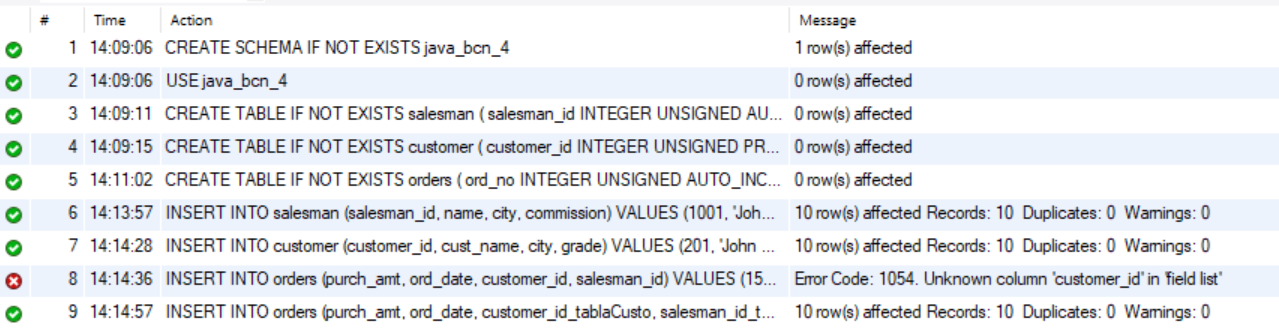 # Time Action Message
1 14:09:06 CREATE SCHEMA IF NOT EXISTS java_bcn_4 1 row(s) affected
2 14:09:06 USE java_bcn_4 0 row(s) affected
3 14:09:11 CREATE TABLE IF NOT EXISTS salesman ( salesman_id INTEGER UNSIGNED AU... 0 row(s) affected
4 14:09:15 CREATE TABLE IF NOT EXISTS customer ( customer_id INTEGER UNSIGNED PR... 0 row(s) affected
5 14:11:02 CREATE TABLE IF NOT EXISTS orders ( ord_no INTEGER UNSIGNED AUTO_INC... 0 row(s) affected
6 14:13:57 INSERT INTO salesman (salesman_id, name, city, commission) VALUES (1001, 'Joh... 10 row(s) affected Records: 10 Duplicates: 0 Warnings: 0
7 14:14:28 INSERT INTO customer (customer_id, cust_name, city, grade) VALUES (201, 'John ... 10 row(s) affected Records: 10 Duplicates: 0 Warnings: 0
8 14:14:36 INSERT INTO orders (purch_amt, ord_date, customer_id, salesman_id) VALUES (15... Error Code: 1054. Unknown column 'customer_id' in 'field list'
9 14:14:57 INSERT INTO orders (purch_amt, ord_date, customer_id_tablaCusto, salesman_id_t... 10 row(s) affected Records: 10 Duplicates: 0 Warnings: 0